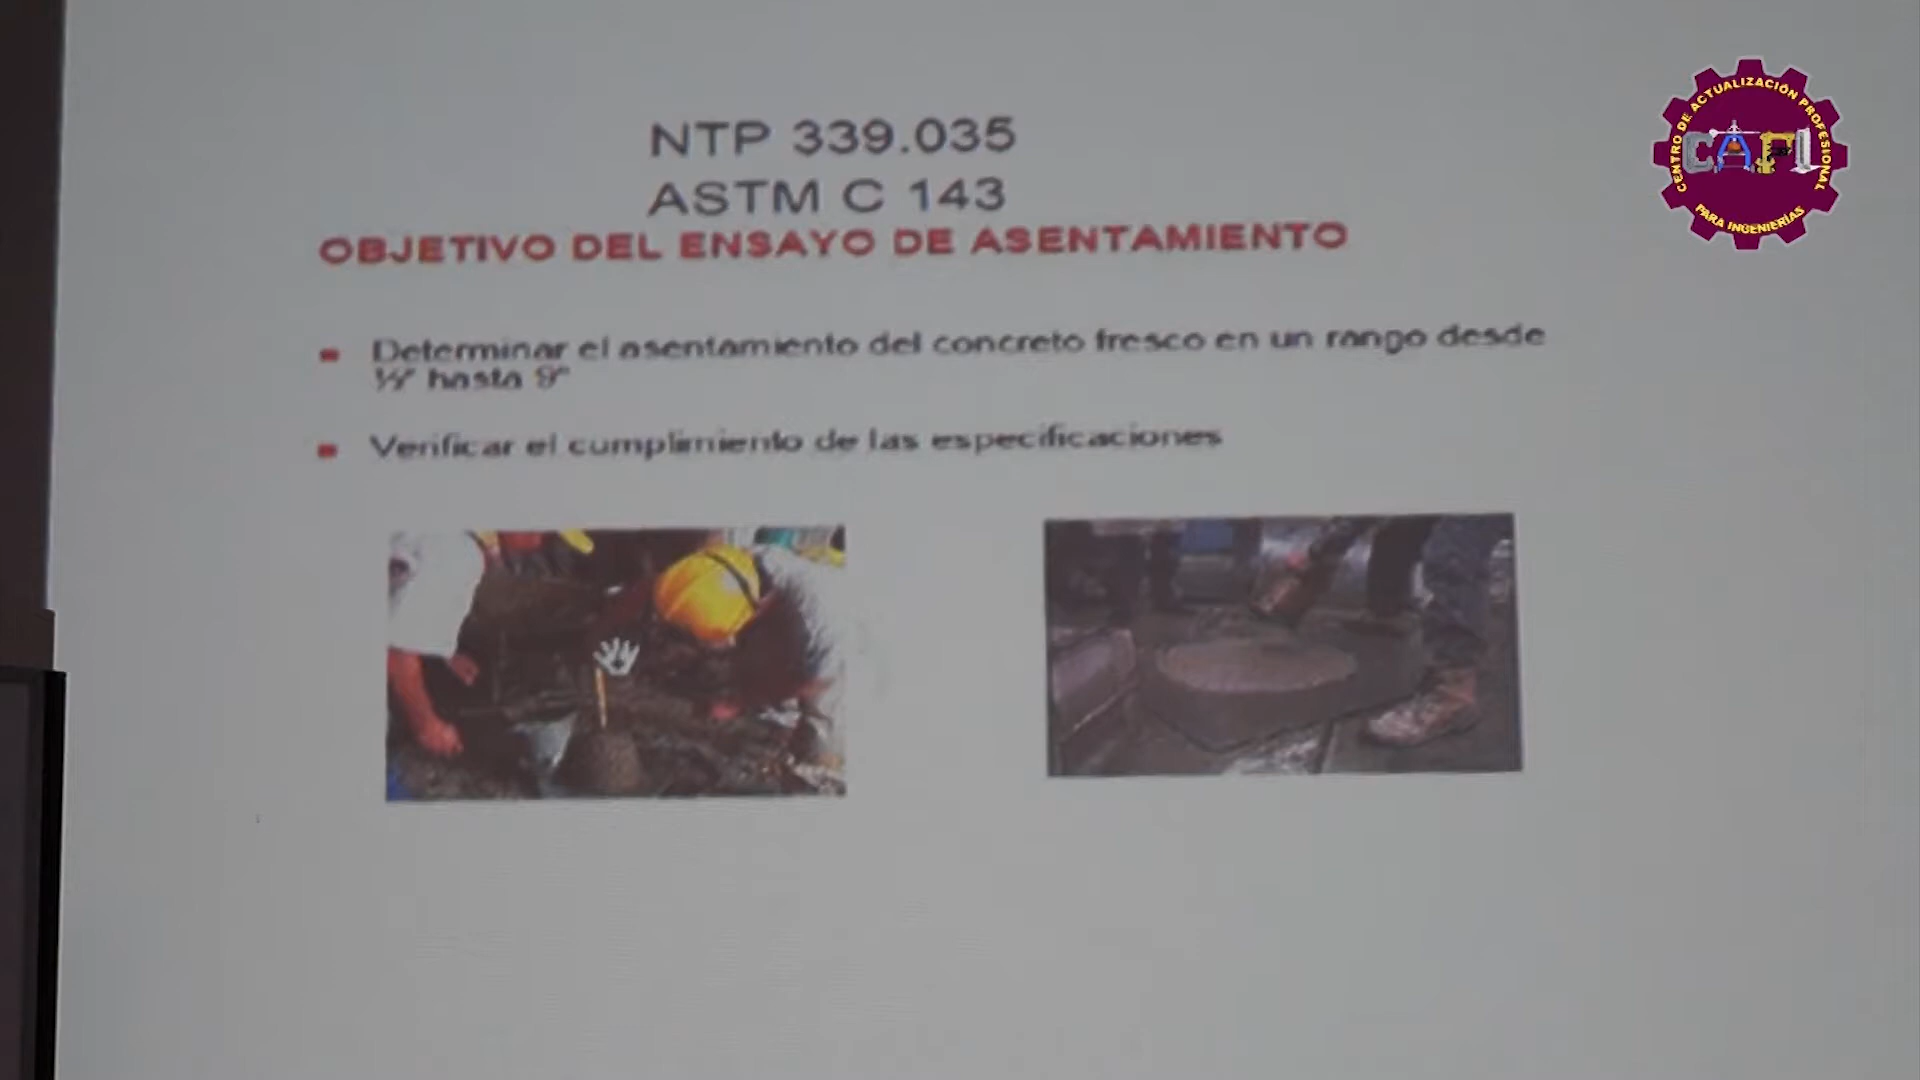 NTP 339.035
ASTM C 143
OBJETIVO DEL ENSAYO DE ASENTAMIENTO
Determinar el asentamiento del concreto fresco en un rango desde
½" hasta 9"
Verificar el cumplimiento de las especificaciones
CENTRO DE ACTUALIZACIÓN PROFESIONAL
CAPI
PARA INGENIERÍAS